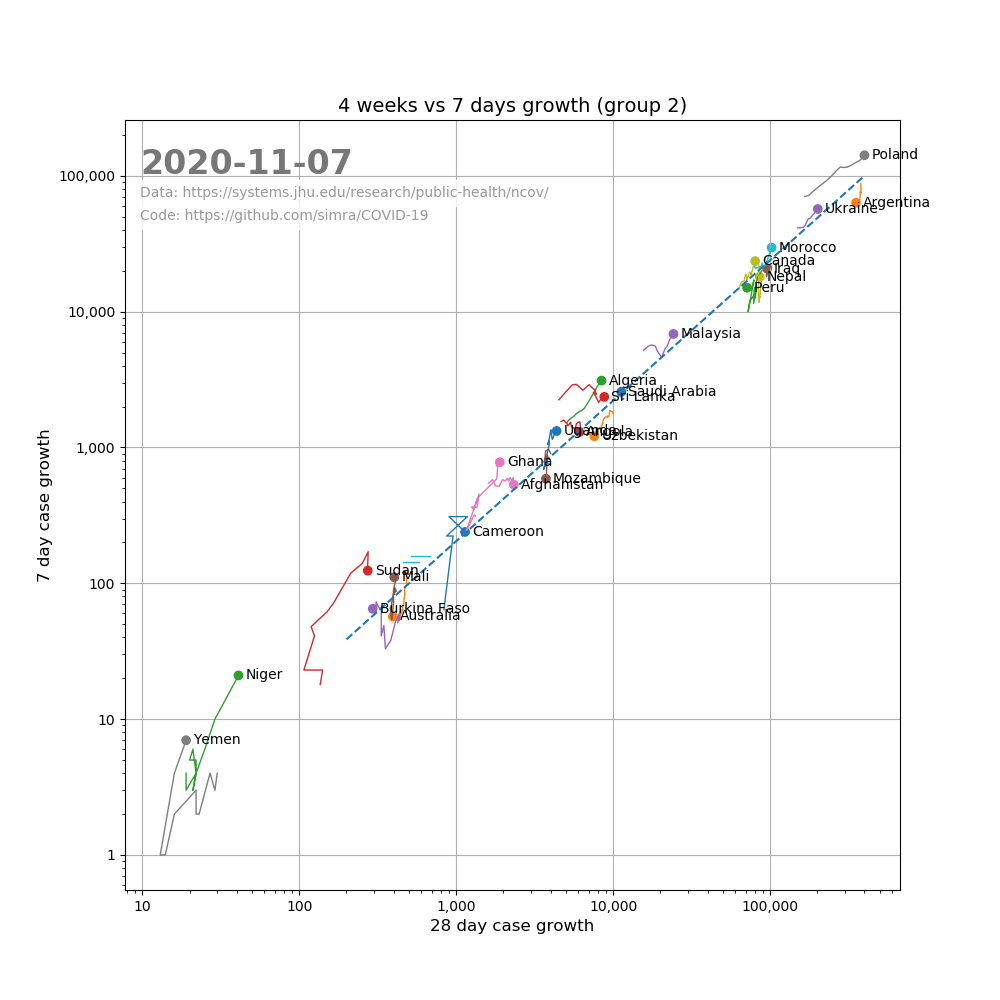 4 weeks vs 7 days growth (group 2)
2020-11-07
Data: https://systems.jhu.edu/research/public-health/ncov/
Code: https://github.com/simra/COVID-19
Poland
Argentina
Ukraine
Morocco
Canada
Iraq
Nepal
Peru
Malaysia
Algeria
Saudi Arabia
Sri Lanka
Uganda
Angola
Uzbekistan
Ghana
Mozambique
Afghanistan
Cameroon
Sudan
Mali
Burkina Faso
Australia
Niger
Yemen
100,000
10,000
1,000
100
10
1
7 day case growth
10
100
1,000
10,000
100,000
28 day case growth